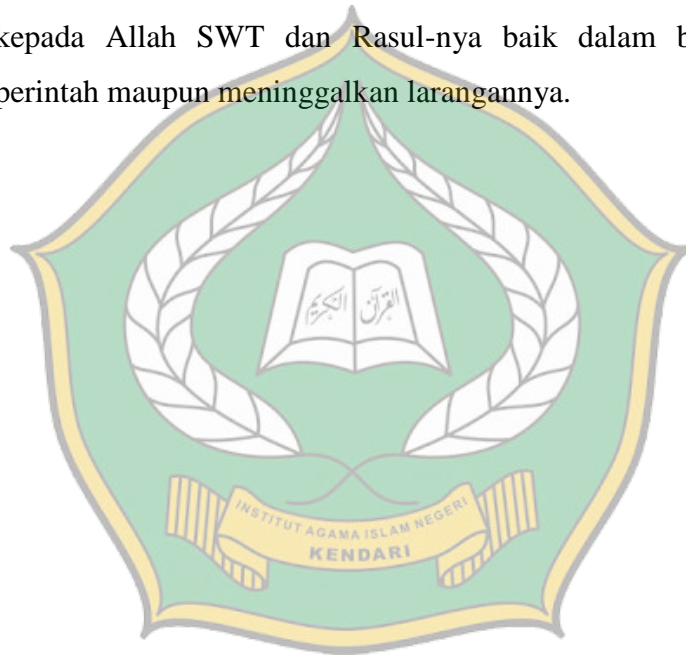 kepada Allah SWT dan Rasul-nya baik dalam b
perintah maupun meninggalkan larangannya.
القرآن الكريم
INSTITUT AGAMA ISLAM NEGERI
KENDARI